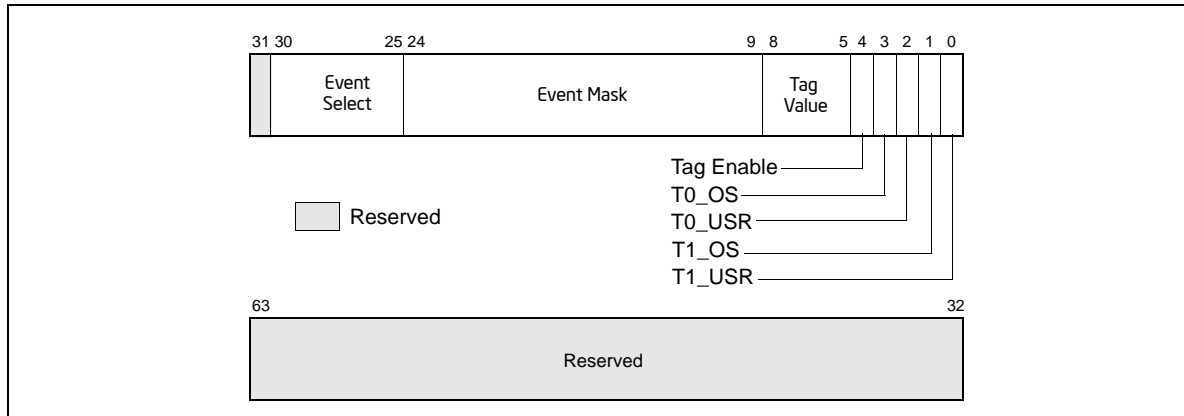 31 30 25 24 9 8 5 4 3 2 1 0
Event
Select
Event Mask
Tag
Value
Tag Enable
T0_OS
T0_USR
T1_OS
T1_USR
Reserved
63 32
Reserved